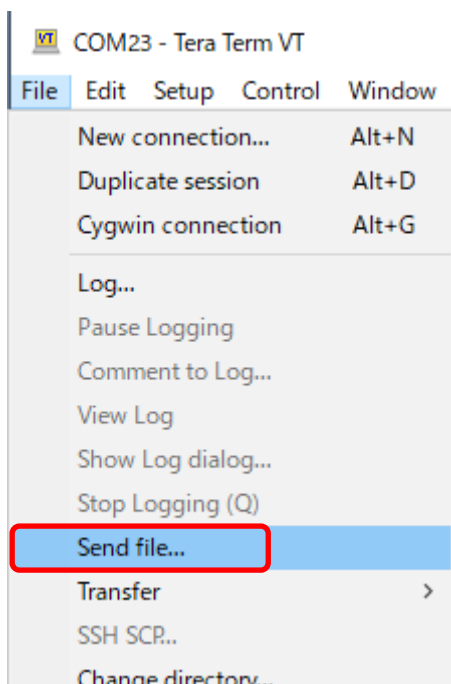 VT COM23 - Tera Term VT
File Edit Setup Control Window
New connection... Alt+N
Duplicate session Alt+D
Cygwin connection Alt+G
Log...
Pause Logging
Comment to Log...
View Log
Show Log dialog...
Stop Logging (Q)
Send file...
Transfer >
SSH SCP...
Change directory...